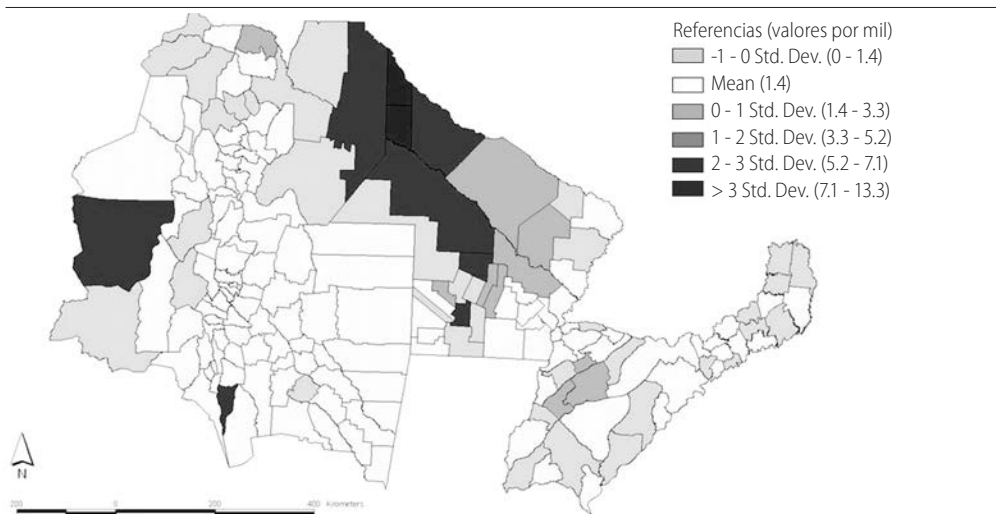 Referencias (valores por mil)
-1 - 0 Std. Dev. (0 - 1.4)
Mean (1.4)
0 - 1 Std. Dev. (1.4 - 3.3)
1 - 2 Std. Dev. (3.3 - 5.2)
2 - 3 Std. Dev. (5.2 - 7.1)
> 3 Std. Dev. (7.1 - 13.3)
N
200 0 200 400 Kilometers